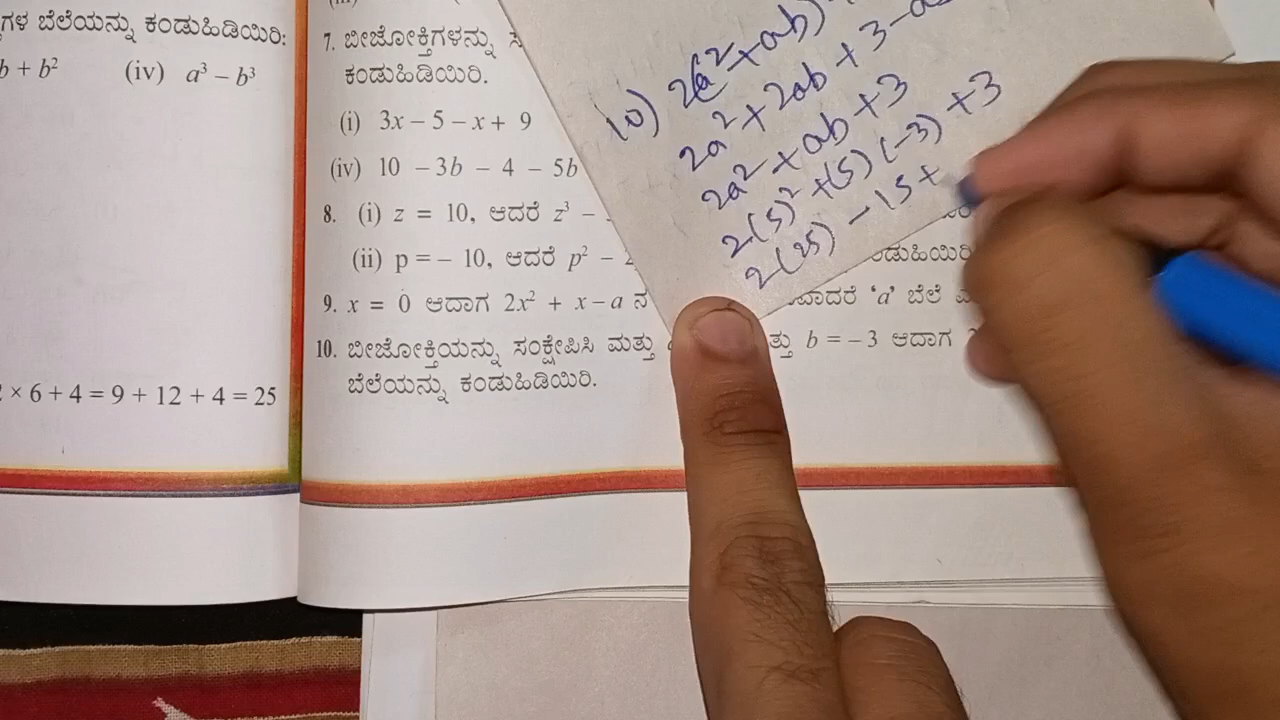 ಗಳ ಬೆಲೆಯನ್ನು ಕಂಡುಹಿಡಿಯಿರಿ:
b + b² (iv) a³ – b³
× 6 + 4 = 9 + 12 + 4 = 25
7. ಬೀಜೋಕ್ತಿಗಳನ್ನು
ಕಂಡುಹಿಡಿಯಿರಿ.
(i) 3x – 5 – x + 9
(iv) 10 – 3b – 4 – 5b
8. (i) z = 10, ಆದರೆ z³ –
(ii) p = – 10, ಆದರೆ p² –
9. x = 0 ಆದಾಗ 2x² + x – a ‘a’ ಬೆಲೆ
10. ಬೀಜೋಕ್ತಿಯನ್ನು ಸಂಕ್ಷೇಪಿಸಿ ಮತ್ತು b = – 3 ಆದಾಗ
ಬೆಲೆಯನ್ನು ಕಂಡುಹಿಡಿಯಿರಿ.
10) 2(a² + ab)
2a² + 2ab + 3 - a
2a² + ab + 3
2(5)² + (5)(-3) + 3
2(25) - 15 +